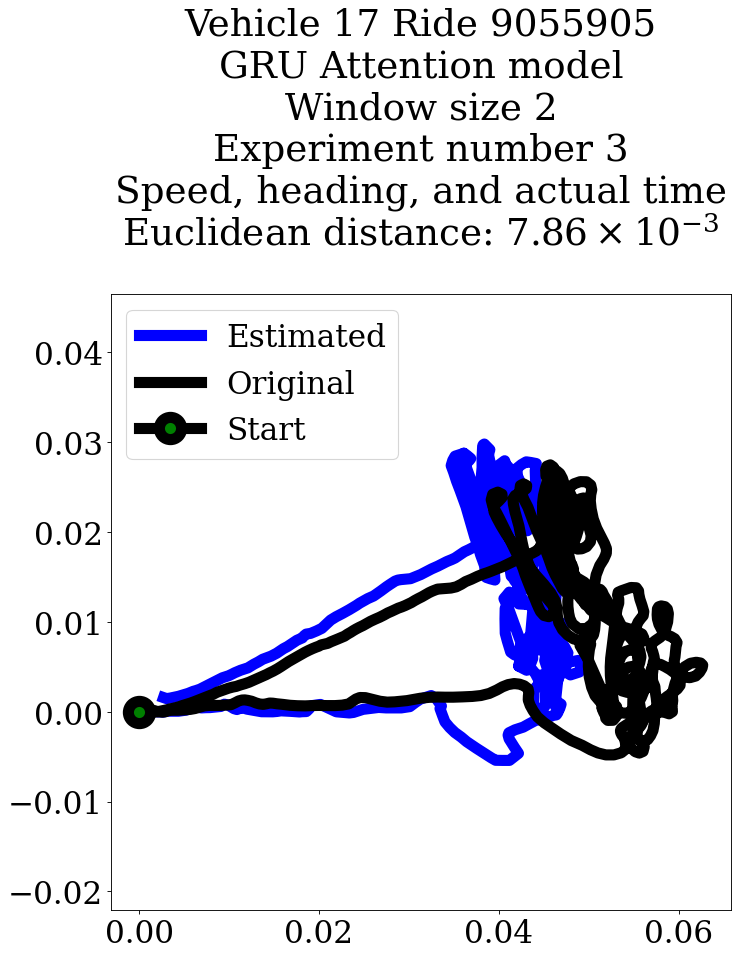 Vehicle 17 Ride 9055905
GRU Attention model
Window size 2
Experiment number 3
Speed, heading, and actual time
Euclidean distance: 7.86 × 10⁻³
Estimated
Original
Start
0.04
0.03
0.02
0.01
0.00
−0.01
−0.02
0.00 0.02 0.04 0.06